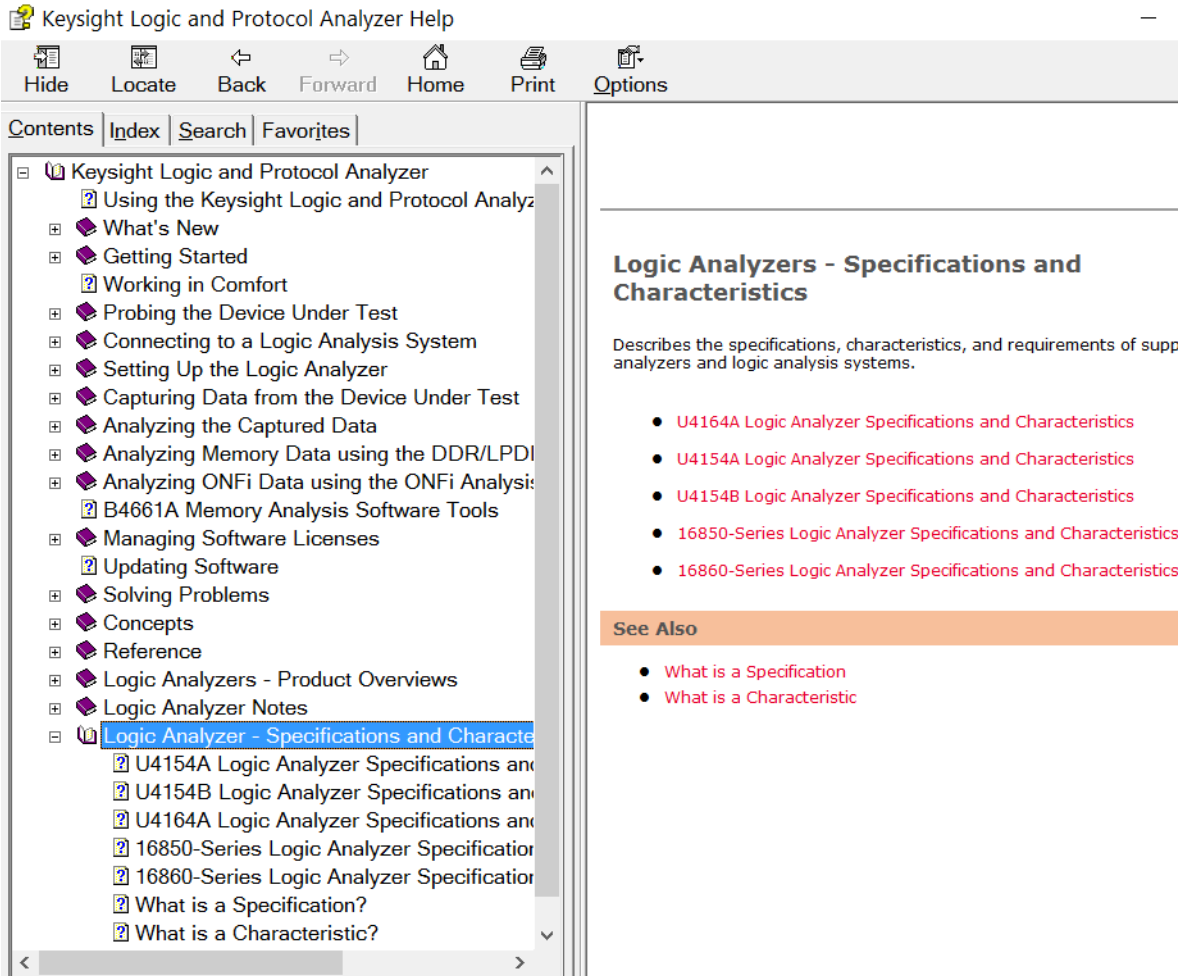 Keysight Logic and Protocol Analyzer Help
Hide Locate Back Forward Home Print Options
Contents Index Search Favorites
Keysight Logic and Protocol Analyzer
Using the Keysight Logic and Protocol Analyz
What's New
Getting Started
Working in Comfort
Probing the Device Under Test
Connecting to a Logic Analysis System
Setting Up the Logic Analyzer
Capturing Data from the Device Under Test
Analyzing the Captured Data
Analyzing Memory Data using the DDR/LPD
Analyzing ONFi Data using the ONFi Analysi
B4661A Memory Analysis Software Tools
Managing Software Licenses
Updating Software
Solving Problems
Concepts
Reference
Logic Analyzers - Product Overviews
Logic Analyzer Notes
Logic Analyzer - Specifications and Characte
U4154A Logic Analyzer Specifications an
U4154B Logic Analyzer Specifications an
U4164A Logic Analyzer Specifications an
16850-Series Logic Analyzer Specification
16860-Series Logic Analyzer Specification
What is a Specification?
What is a Characteristic?
Logic Analyzers - Specifications and
Characteristics
Describes the specifications, characteristics, and requirements of supp
analyzers and logic analysis systems.
U4164A Logic Analyzer Specifications and Characteristics
U4154A Logic Analyzer Specifications and Characteristics
U4154B Logic Analyzer Specifications and Characteristics
16850-Series Logic Analyzer Specifications and Characteristics
16860-Series Logic Analyzer Specifications and Characteristics
See Also
What is a Specification
What is a Characteristic